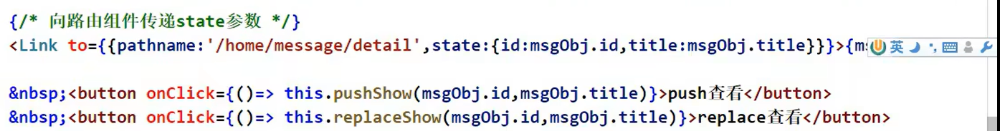 {/* 向路由组件传递state参数 */}
<Link to={{pathname:'/home/message/detail',state:{id:msgObj.id,title:msgObj.title}}}>{ms 英
&nbsp;<button onClick={()=> this.pushShow(msgObj.id,msgObj.title)}>push查看</button>
&nbsp;<button onClick={()=> this.replaceShow(msgObj.id,msgObj.title)}>replace查看</button>